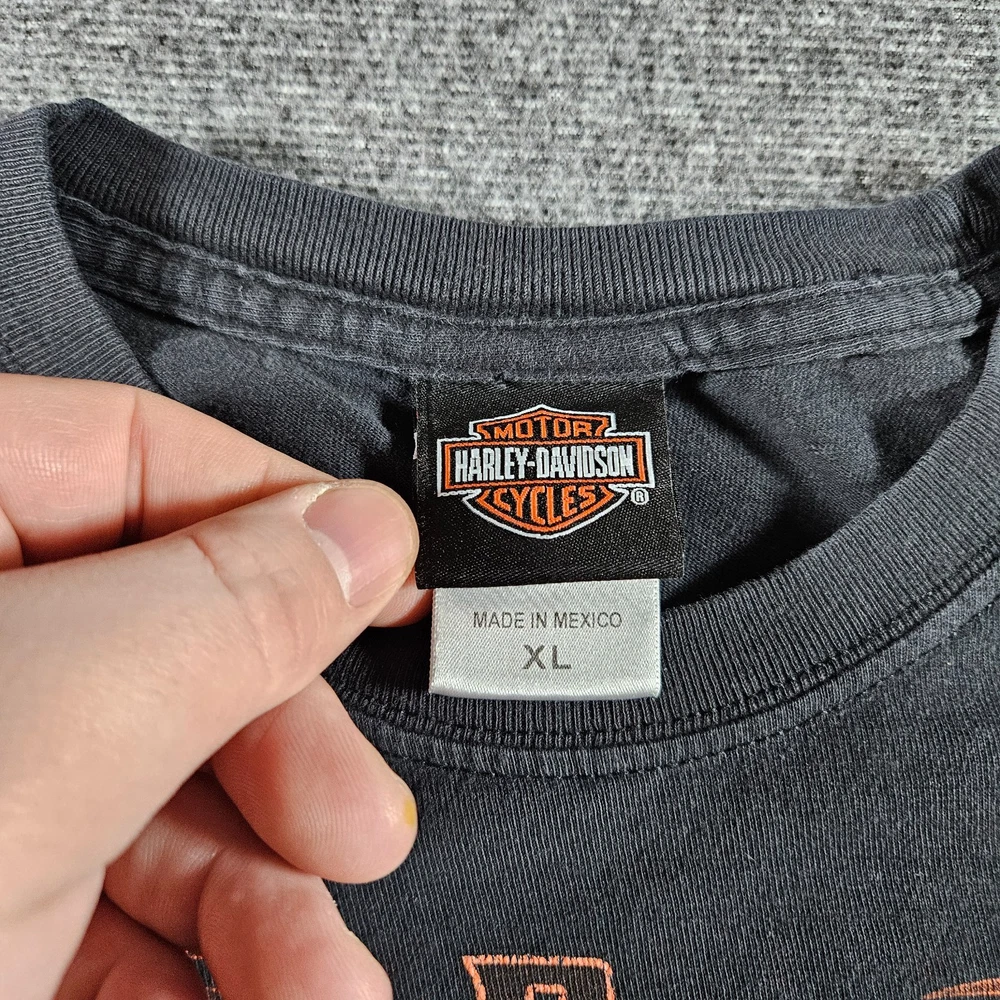 MOTOR
HARLEY-DAVIDSON
CYCLES
®
MADE IN MEXICO
XL